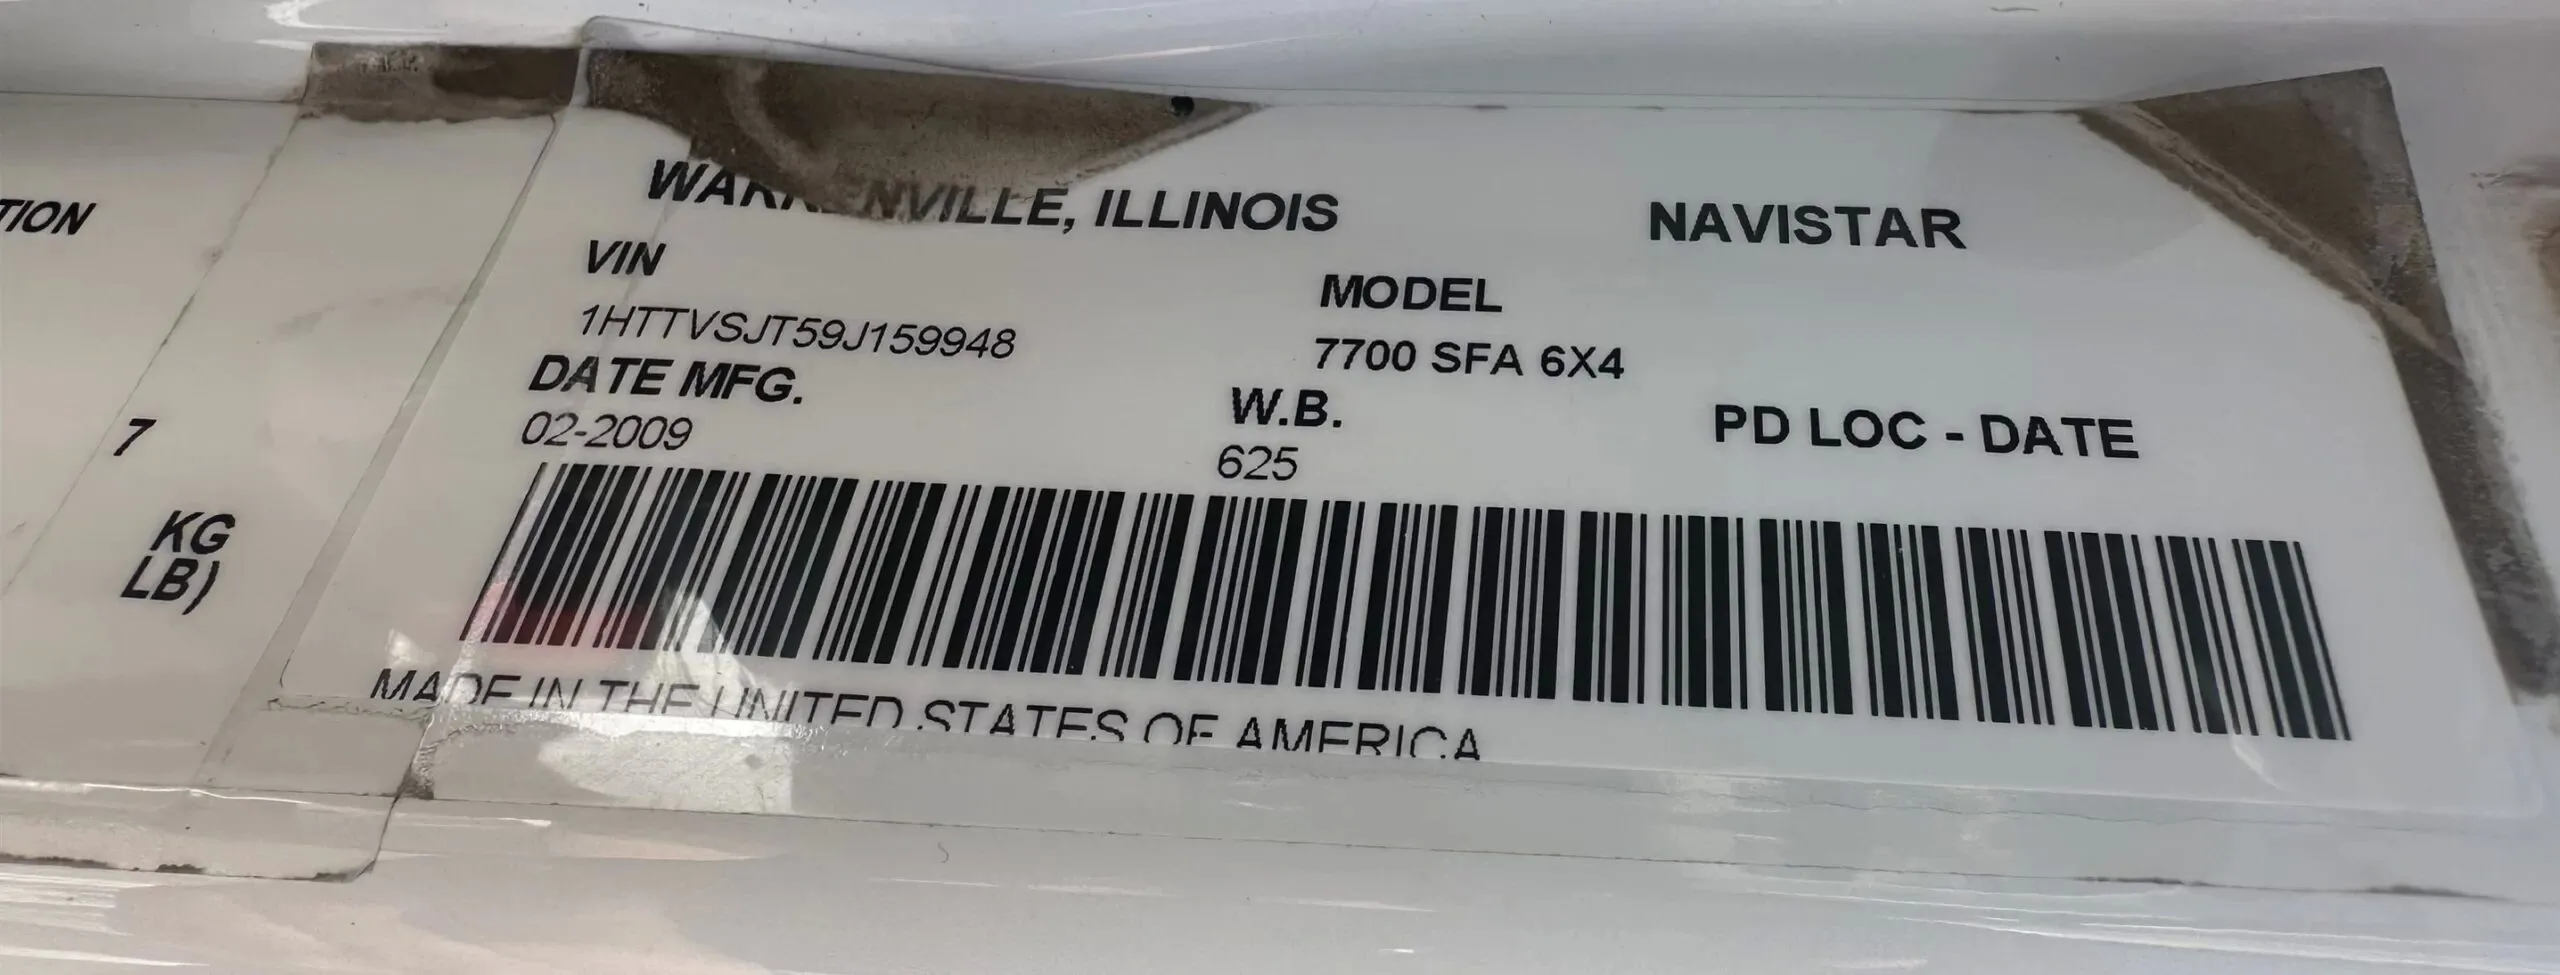 TION
7
KG
LB)
WARRENVILLE, ILLINOIS
NAVISTAR
VIN
1HTTVSJT59J159948
MODEL
7700 SFA 6X4
DATE MFG.
02-2009
W.B.
625
PD LOC - DATE
MADE IN THE UNITED STATES OF AMERICA